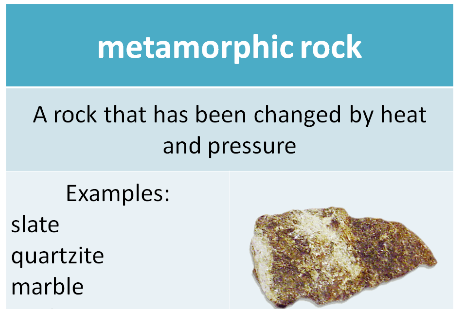 metamorphic rock
A rock that has been changed by heat
and pressure
Examples:
slate
quartzite
marble